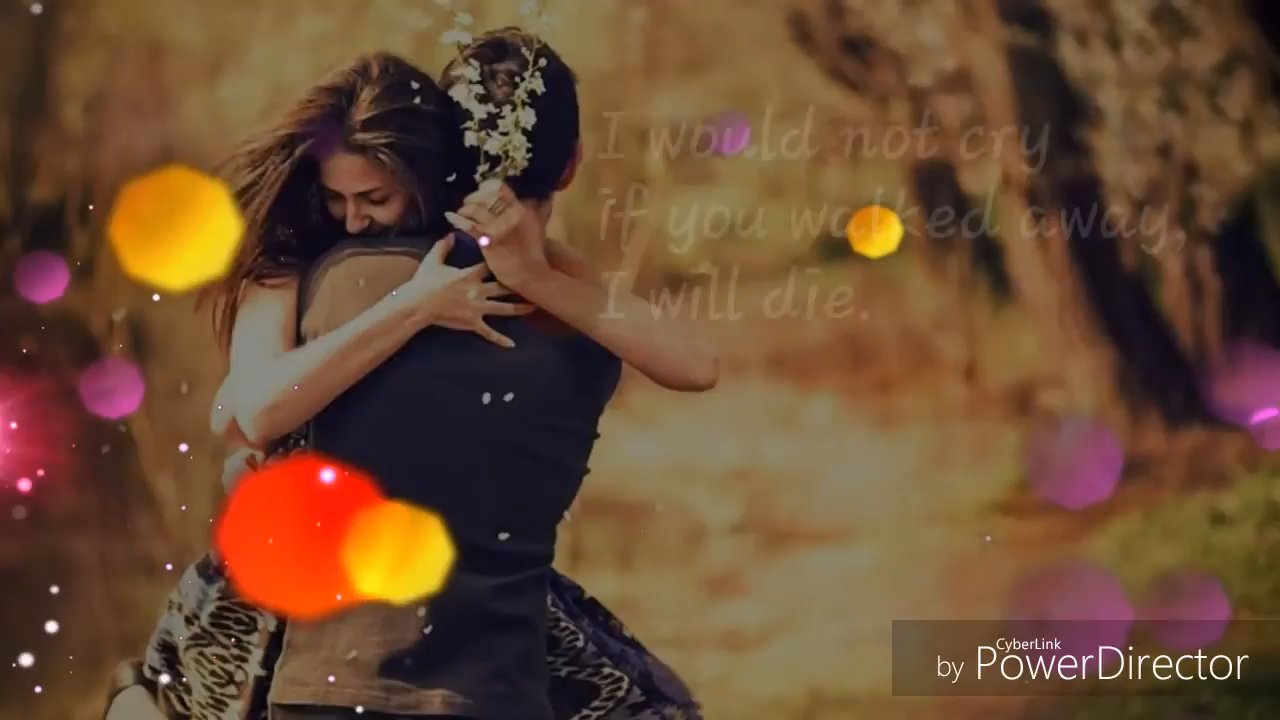 I would not cry
if you walked away,
I will die.
CyberLink
by PowerDirector